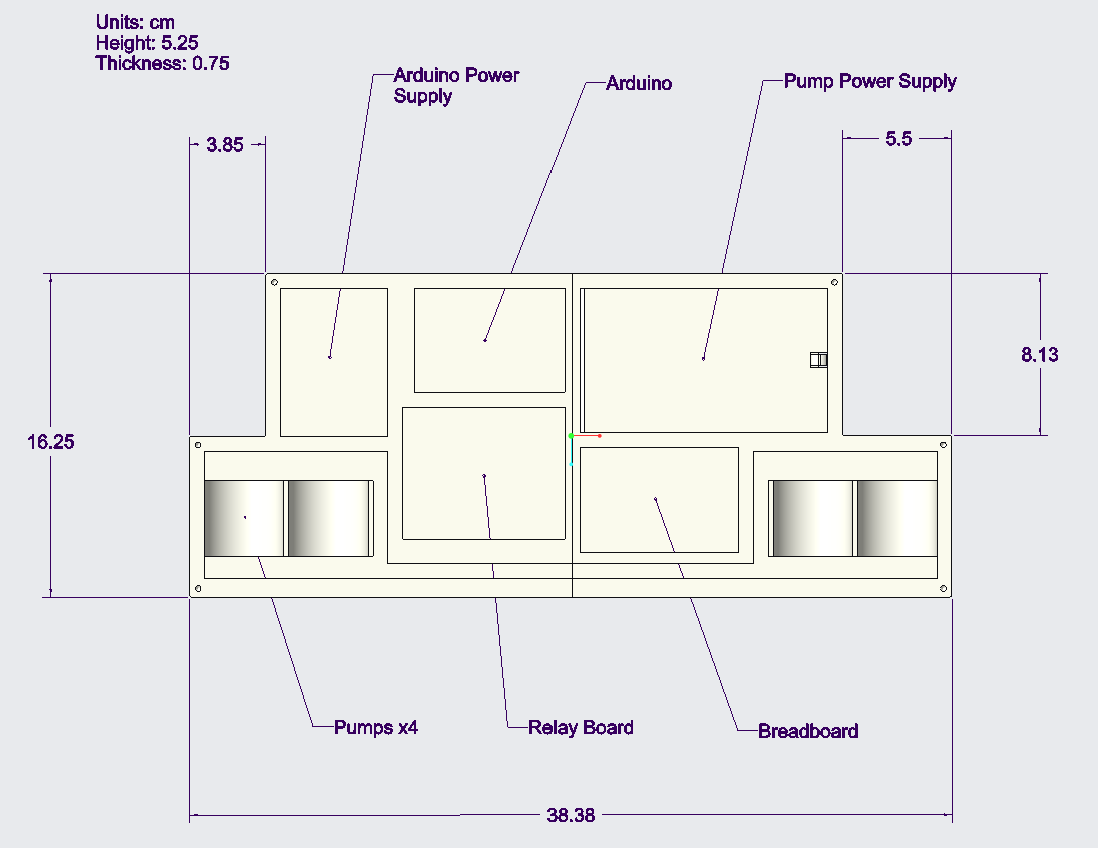 Units: cm
Height: 5.25
Thickness: 0.75
Arduino Power
Supply
Arduino
Pump Power Supply
3.85
5.5
8.13
16.25
Pumps x4
Relay Board
Breadboard
38.38